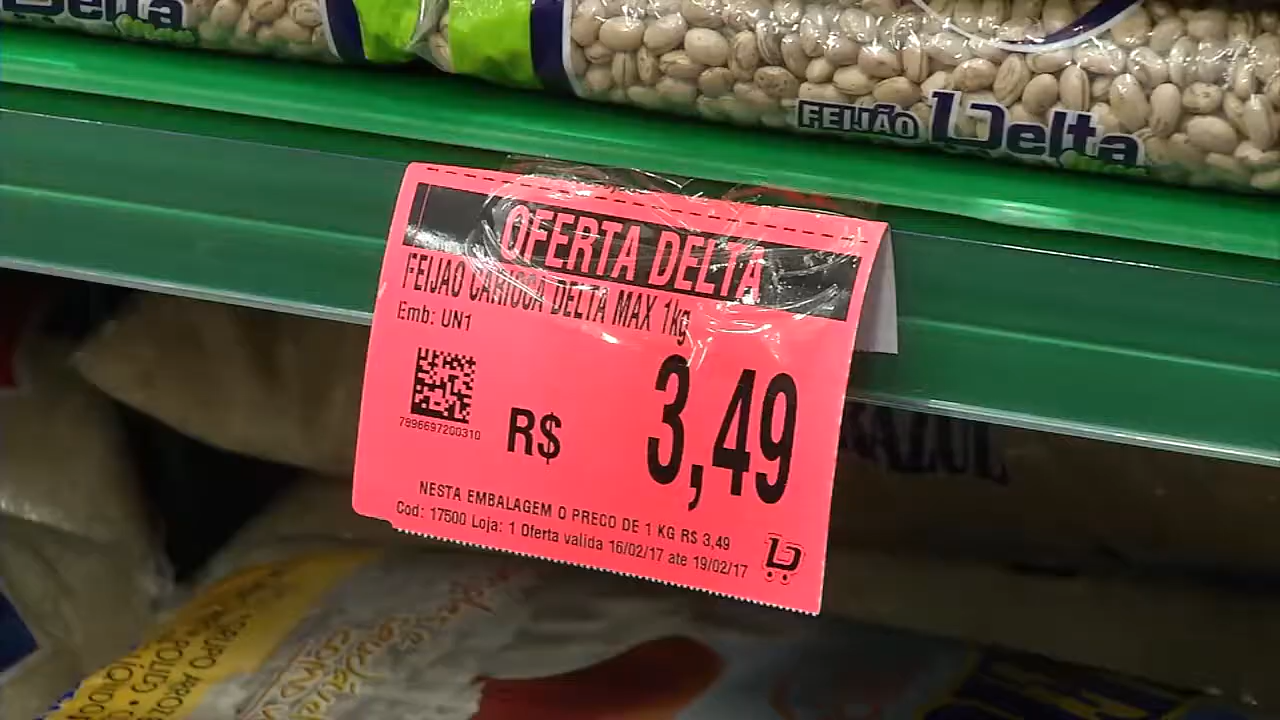 Delta
FEIJÃO Delta
OFERTA DELTA
FEIJAO CARIOCA DELTA MAX 1kg
Emb: UN1
7896697200310
R$ 3,49
NESTA EMBALAGEM O PRECO DE 1 KG R$ 3,49
Cod: 17500 Loja: 1 Oferta valida 16/02/17 ate 19/02/17